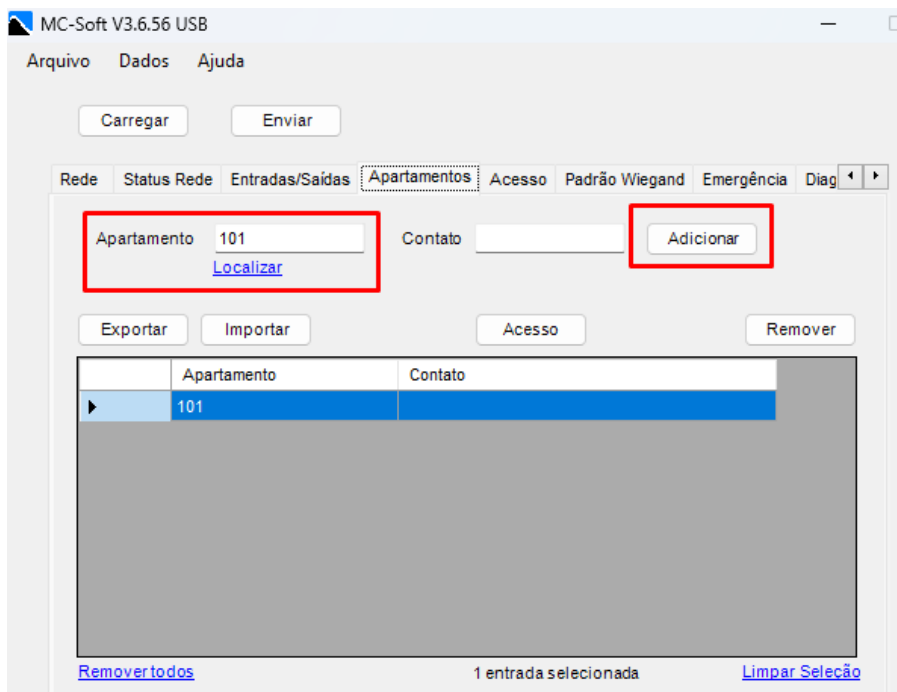 MC-Soft V3.6.56 USB
Arquivo Dados Ajuda
Carregar Enviar
Rede Status Rede Entradas/Saídas Apartamentos Acesso Padrão Wiegand Emergência Diag
Apartamento 101 Contato Adicionar
Localizar
Exportar Importar Acesso Remover
Apartamento Contato
101
Remover todos 1 entrada selecionada Limpar Seleção